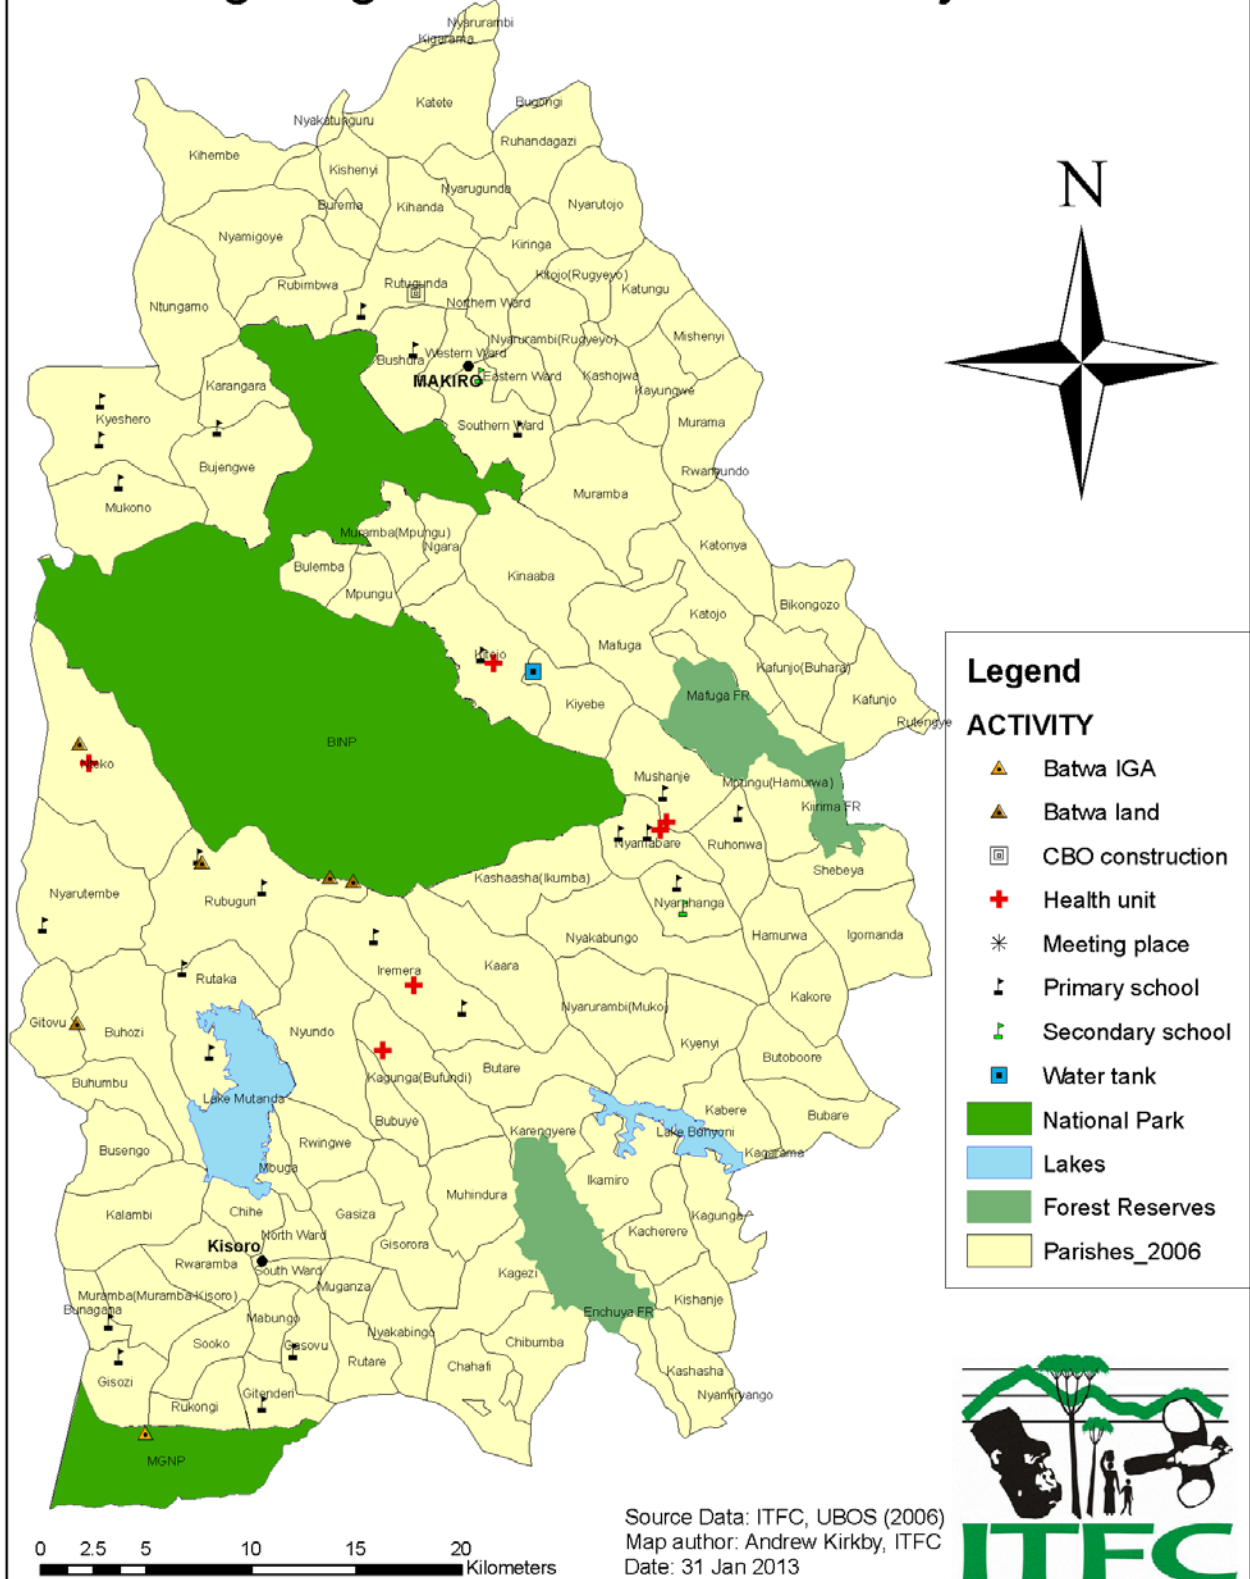 Nyarurambi
Kigarama
Katete
Bugongi
Nyakatunguru
Ruhandagazi
Kihembe
Kishenyi
Nyarugunda
Burema
Kihanda
Nyarutojo
Nyamigoye
Kiringa
Rubimbwa
Rutugunda
Kitojo(Rugyeyo)
Katungu
Ntungamo
Northern Ward
Mishenyi
Nyarurambi(Rugyeyo)
Bushura
Western Ward
MAKIRO
Eastern Ward
Kashojwa
Kayungwe
Karangara
Kyeshero
Southern Ward
Murama
Bujengwe
Rwamundo
Mukono
Muramba
Muramba(Mpungu)
Ngara
Katonya
Bulemba
Kinaaba
Mpungu
Bikongozo
Katojo
Mafuga
Kitojo
Kafunjo(Buhara)
Kiyebe
Mafuga FR
Kafunjo
Rutengye
BINP
Nteko
Mushanje
Mpungu(Hamurwa)
Kiirima FR
Nyamabare
Ruhonwa
Shebeya
Kashaasha(Ikumba)
Nyarutembe
Rubuguri
Nyamhanga
Nyakabungo
Hamurwa
Igomanda
Rutaka
Iremera
Kaara
Kakore
Gitovu
Buhozi
Nyundo
Nyarurambi(Muko)
Kyenyi
Butoboore
Buhumbu
Kagunga(Bufundi)
Butare
Lake Mutanda
Bubuye
Kabere
Bubare
Busengo
Rwingwe
Karengyere
Lake Bunyoni
Kagarama
Mbuga
Ikamiro
Kalambi
Chihe
Gasiza
Muhindura
Kagunga
North Ward
Kacherere
Kisoro
Gisorora
Rwaramba
South Ward
Kagezi
Muganza
Muramba(Muramba-Kisoro)
Bunagana
Kishanje
Mabungo
Enchuya FR
Sooko
Gasovu
Nyakabingo
Chibumba
Rutare
Chahafi
Kashasha
Gisozi
Gitenderi
Nyamiryango
Rukongi
MGNP
N
Legend
ACTIVITY
Batwa IGA
Batwa land
CBO construction
Health unit
Meeting place
Primary school
Secondary school
Water tank
National Park
Lakes
Forest Reserves
Parishes_2006
Source Data: ITFC, UBOS (2006)
Map author: Andrew Kirkby, ITFC
Date: 31 Jan 2013
0 2.5 5 10 15 20
Kilometers
ITFC